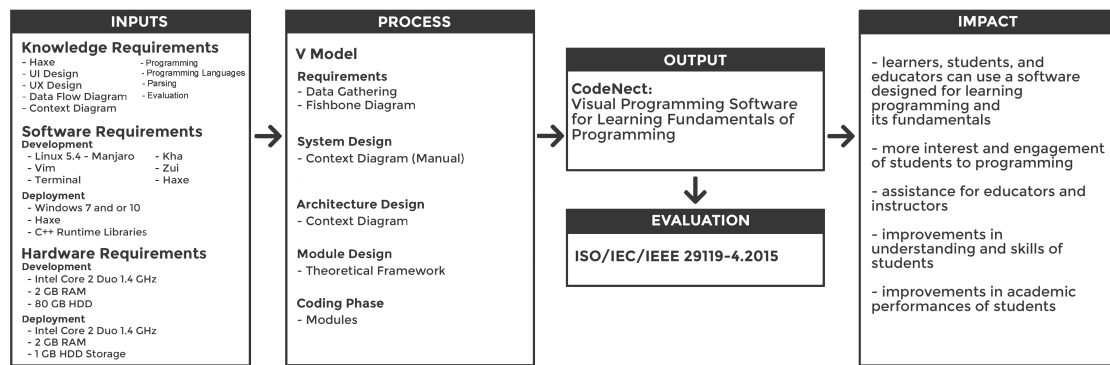 INPUTS
Knowledge Requirements
- Haxe
- UI Design
- UX Design
- Data Flow Diagram
- Context Diagram
- Programming
- Programming Languages
- Parsing
- Evaluation
Software Requirements
Development
- Linux 5.4 - Manjaro
- Vim
- Terminal
- Kha
- Zui
- Haxe
Deployment
- Windows 7 and or 10
- Haxe
- C++ Runtime Libraries
Hardware Requirements
Development
- Intel Core 2 Duo 1.4 GHz
- 2 GB RAM
- 80 GB HDD
Deployment
- Intel Core 2 Duo 1.4 GHz
- 2 GB RAM
- 1 GB HDD Storage
PROCESS
V Model
Requirements
- Data Gathering
- Fishbone Diagram
System Design
- Context Diagram (Manual)
Architecture Design
- Context Diagram
Module Design
- Theoretical Framework
Coding Phase
- Modules
OUTPUT
CodeNect:
Visual Programming Software
for Learning Fundamentals of
Programming
EVALUATION
ISO/IEC/IEEE 29119-4.2015
IMPACT
- learners, students, and
educators can use a software
designed for learning
programming and
its fundamentals
- more interest and engagement
of students to programming
- assistance for educators and
instructors
- improvements in
understanding and skills of
students
- improvements in academic
performances of students